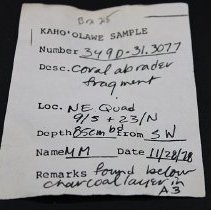 Box 25
KAHO'OLAWE SAMPLE
Number 3490-31.3077
Desc. Coral abrader
fragment
Loc. NE Quad
9/5 + 23/N
Depth 85cm bd From SW
Name MM Date 11/28/78
Remarks found below
charcoal layer in
A3